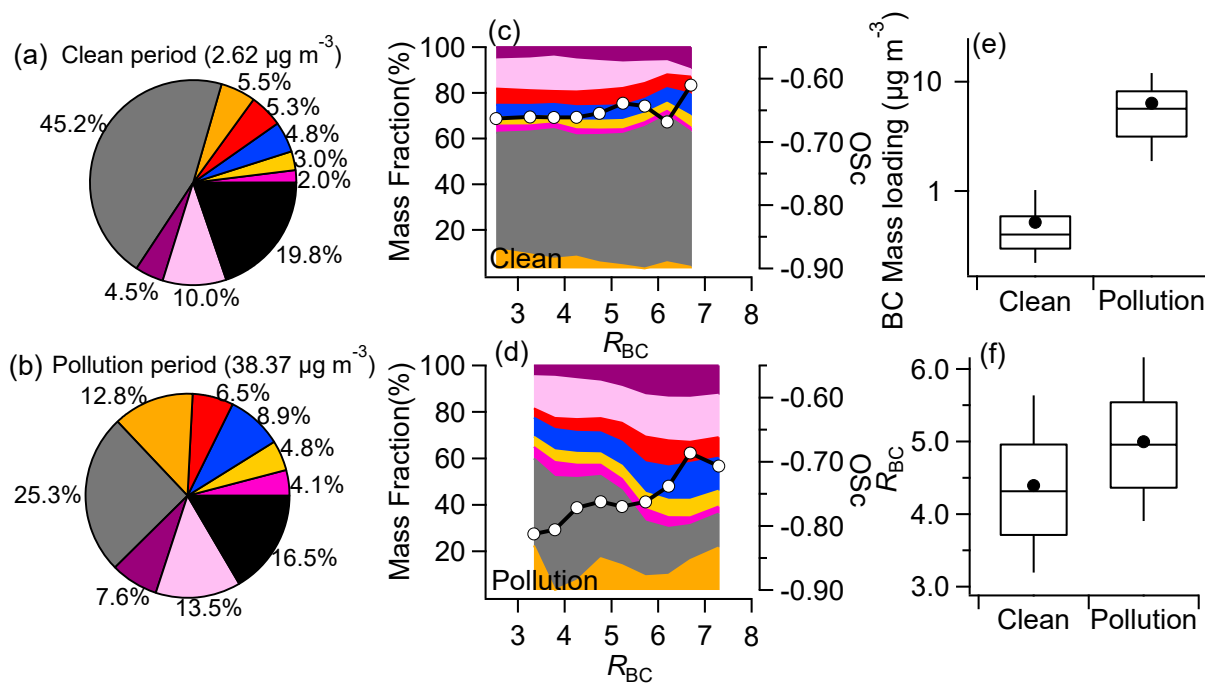 (a) Clean period (2.62 µg m⁻³)
5.5%
5.3%
4.8%
3.0%
2.0%
19.8%
10.0%
4.5%
45.2%
(b) Pollution period (38.37 µg m⁻³)
12.8%
6.5%
8.9%
4.8%
4.1%
16.5%
13.5%
7.6%
25.3%
(c)
Mass Fraction(%)
100
80
60
40
20
Clean
3 4 5 6 7 8
R_BC
-0.60
-0.70
-0.80
-0.90
OSc
(d)
Mass Fraction(%)
100
80
60
40
20
Pollution
3 4 5 6 7 8
R_BC
-0.60
-0.70
-0.80
-0.90
OSc
(e)
BC Mass loading (µg m⁻³)
10
1
Clean Pollution
(f)
R_BC
6.0
5.0
4.0
3.0
Clean Pollution